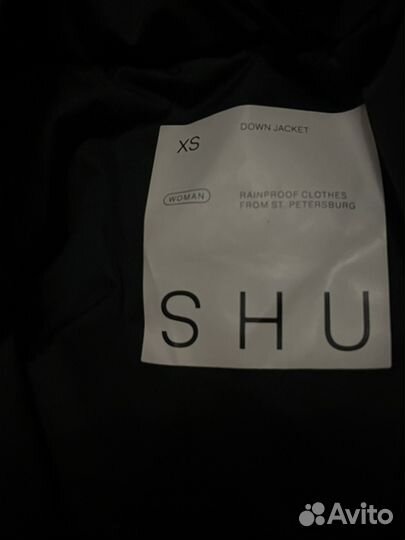 XS
DOWN JACKET
WOMAN
RAINPROOF CLOTHES
FROM ST. PETERSBURG
SHU
Avito